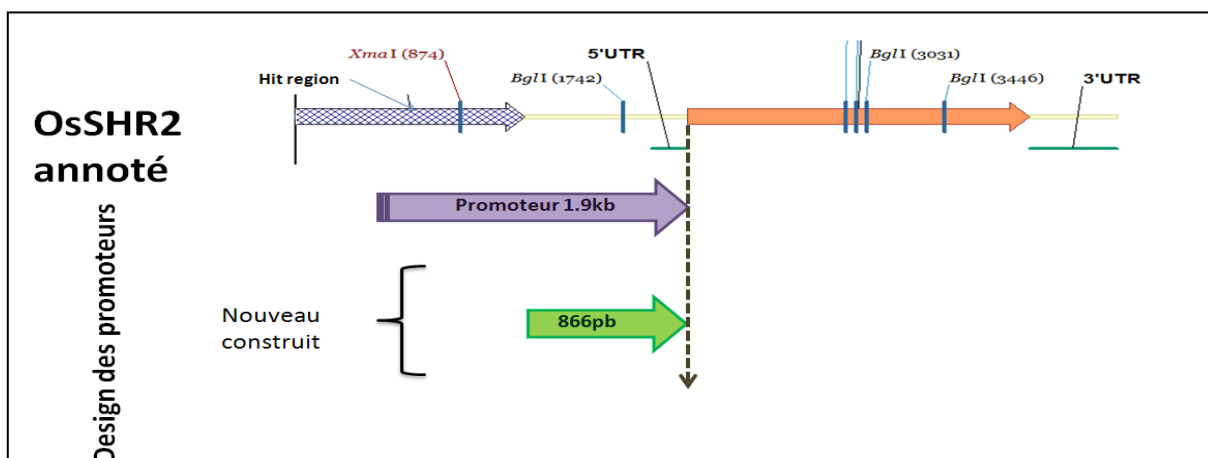 XmaI (874)
5'UTR
BglI (3031)
Hit region
BglI (1742)
BglI (3446)
3'UTR
OsSHR2
annoté
Promoteur 1.9kb
Design des promoteurs
Nouveau
construit
866pb